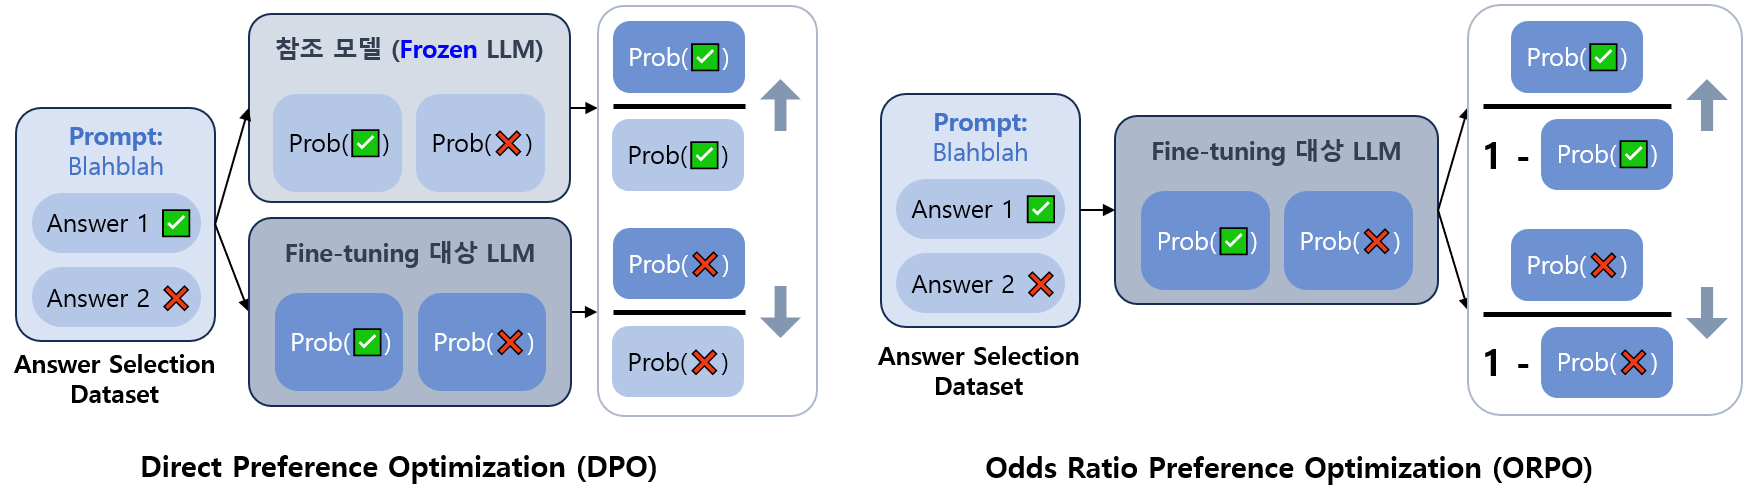 Prompt:
Blahblah
Answer 1 ✅
Answer 2 ❌
Answer Selection
Dataset
참조 모델 (Frozen LLM)
Prob(✅) Prob(❌)
Fine-tuning 대상 LLM
Prob(✅) Prob(❌)
Prob(✅)
Prob(✅)
Prob(❌)
Prob(❌)
Direct Preference Optimization (DPO)
Prompt:
Blahblah
Answer 1 ✅
Answer 2 ❌
Answer Selection
Dataset
Fine-tuning 대상 LLM
Prob(✅) Prob(❌)
Prob(✅)
1 - Prob(✅)
Prob(❌)
1 - Prob(❌)
Odds Ratio Preference Optimization (ORPO)